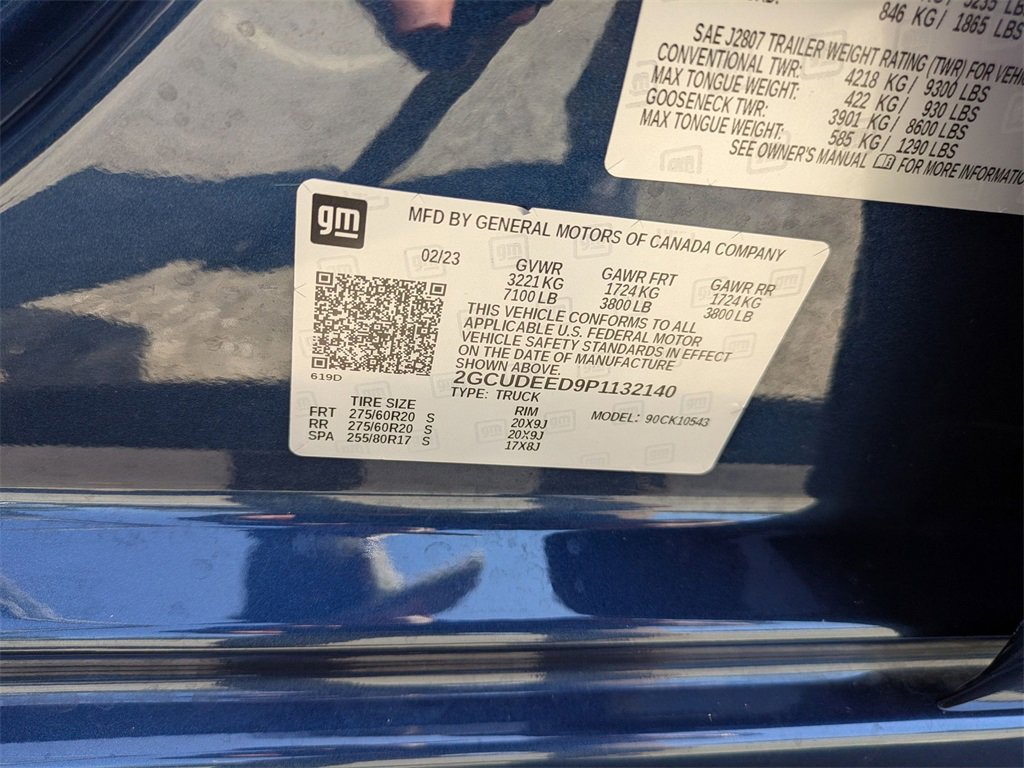 846 KG / 1865 LBS
SAE J2807 TRAILER WEIGHT RATING (TWR) FOR
CONVENTIONAL TWR: 4218 KG / 9300 LBS
MAX TONGUE WEIGHT: 422 KG / 930 LBS
GOOSENECK TWR: 3901 KG / 8600 LBS
MAX TONGUE WEIGHT: 585 KG / 1290 LBS
SEE OWNER'S MANUAL FOR MORE
gm
MFD BY GENERAL MOTORS OF CANADA COMPANY
02/23 GVWR GAWR FRT GAWR RR
3221 KG 1724 KG 1724 KG
7100 LB 3800 LB 3800 LB
THIS VEHICLE CONFORMS TO ALL
APPLICABLE U.S. FEDERAL MOTOR
VEHICLE SAFETY STANDARDS IN EFFECT
ON THE DATE OF MANUFACTURE
SHOWN ABOVE.
619D
2GCUDEED9P1132140
TYPE: TRUCK
TIRE SIZE RIM MODEL: 90CK10543
FRT 275/60R20 S 20X9J
RR 275/60R20 S 20X9J
SPA 255/80R17 S 17X8J